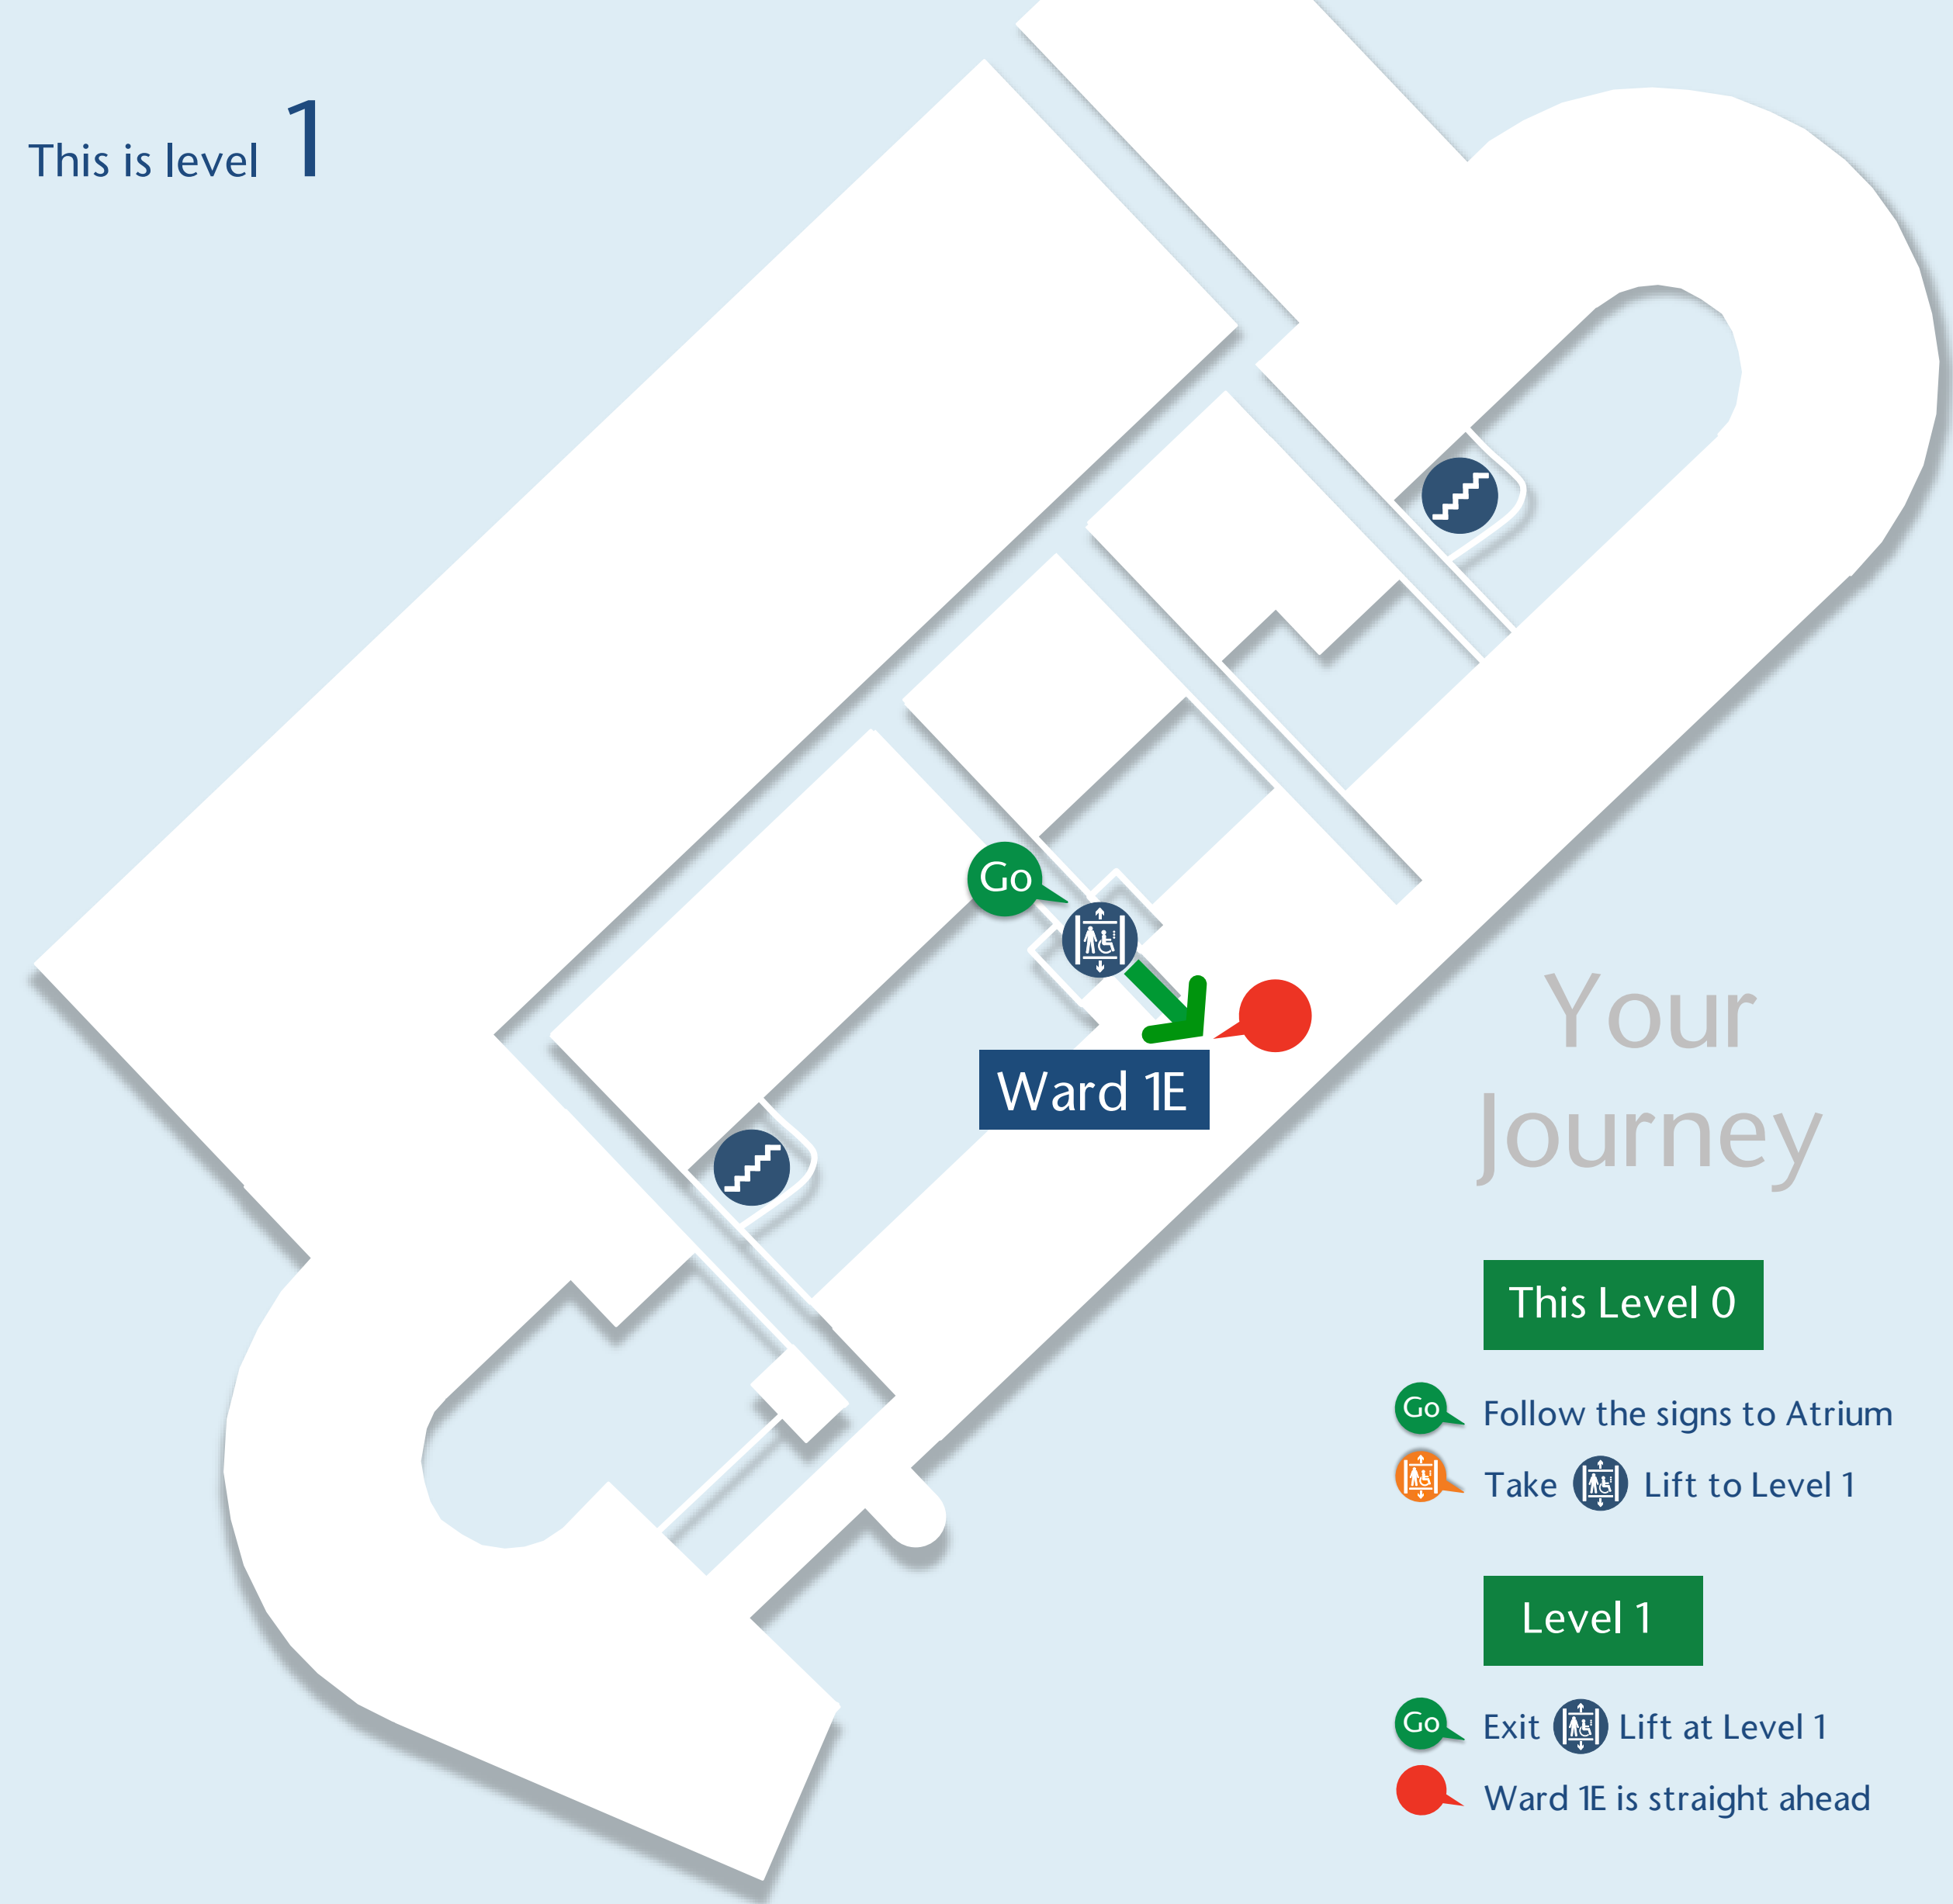 This is level 1
Go
Ward 1E
Your
Journey
This Level 0
Go Follow the signs to Atrium
Take Lift to Level 1
Level 1
Go Exit Lift at Level 1
Ward 1E is straight ahead